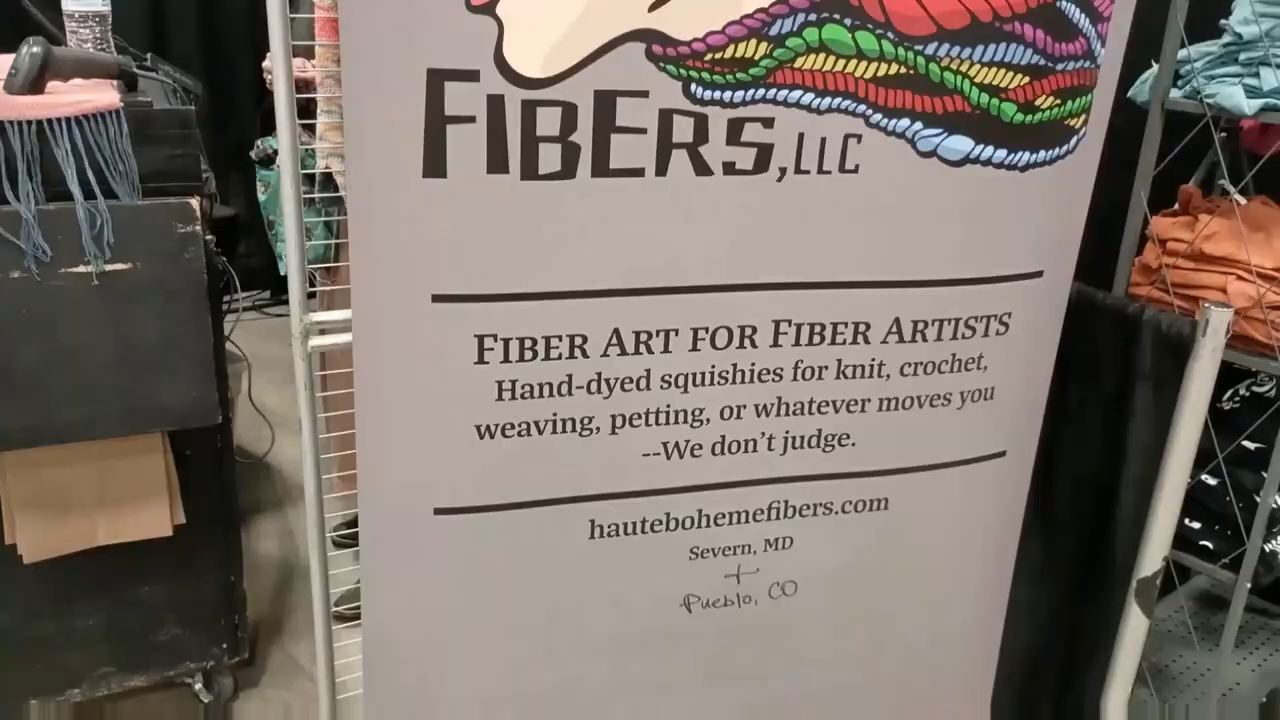 FIBERS, LLC
FIBER ART FOR FIBER ARTISTS
Hand-dyed squishies for knit, crochet,
weaving, petting, or whatever moves you
--We don't judge.
hautebohemefibers.com
Severn, MD
+
Pueblo, CO